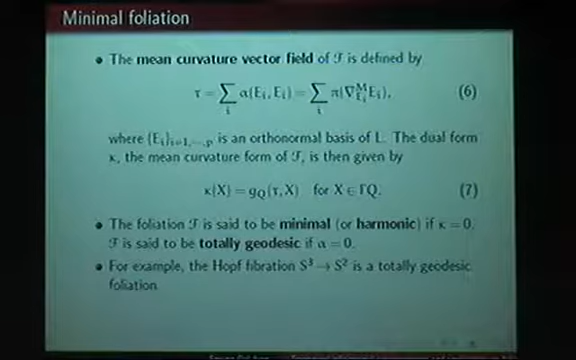 Minimal foliation
• The mean curvature vector field of ℱ is defined by
τ = ∑_i α(E_i, E_i) = ∑_i π(∇^M_{E_i} E_i), (6)
where {E_i}_{i=1,⋯,p} is an orthonormal basis of L. The dual form
κ, the mean curvature form of ℱ, is then given by
κ(X) = g_Q(τ, X) for X ∈ ΓQ. (7)
• The foliation ℱ is said to be minimal (or harmonic) if κ = 0.
ℱ is said to be totally geodesic if α = 0.
• For example, the Hopf fibration S³ → S² is a totally geodesic
foliation